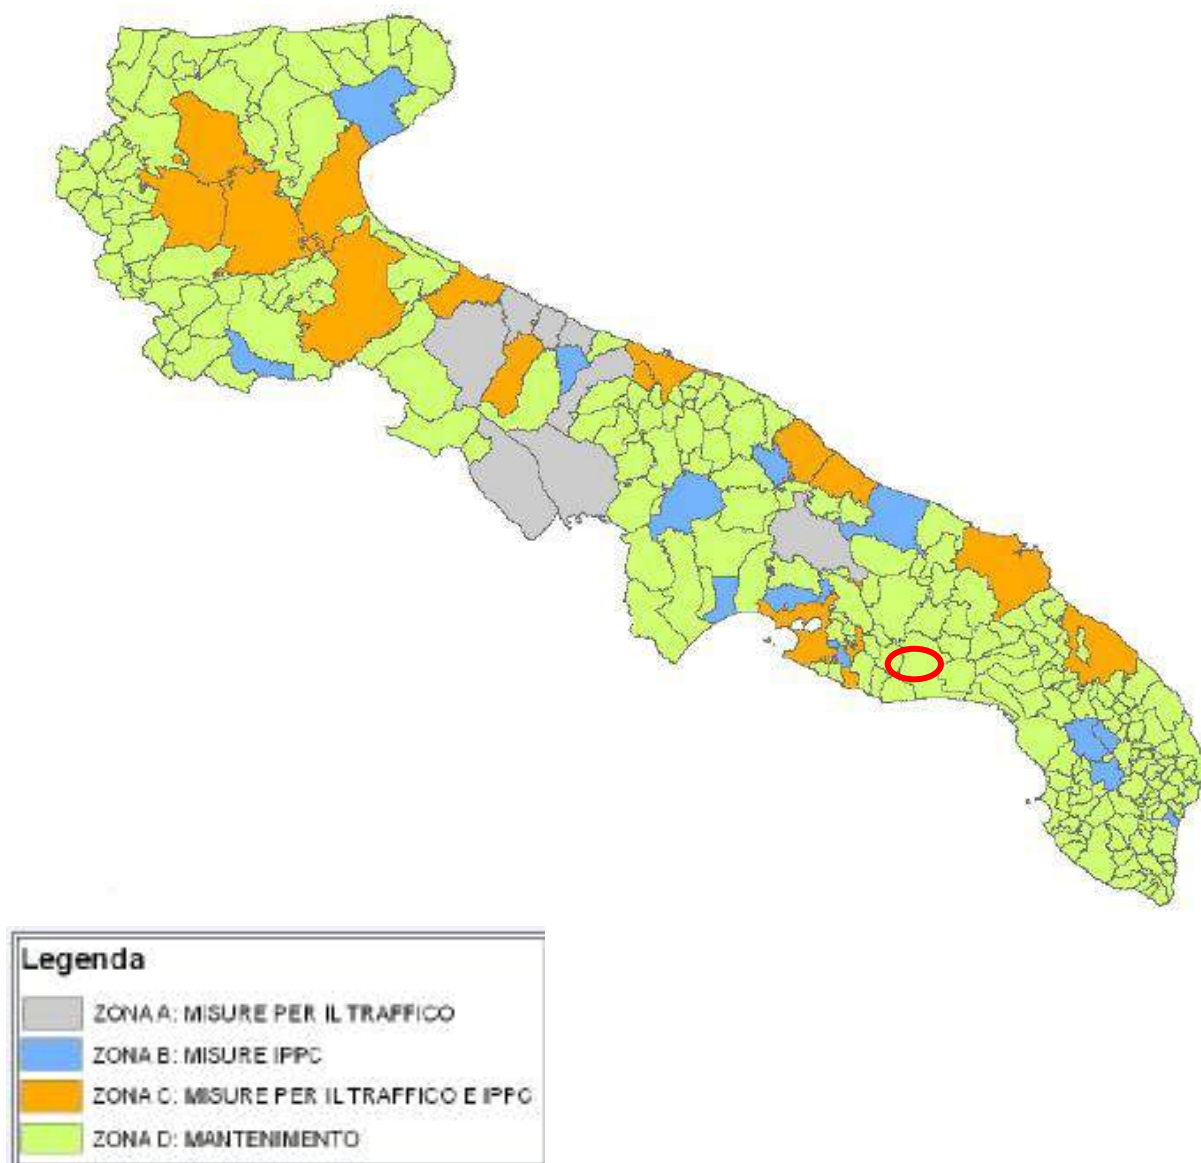 Legenda
ZONA A: MISURE PER IL TRAFFICO
ZONA B: MISURE IPPC
ZONA C: MISURE PER IL TRAFFICO E IPPC
ZONA D: MANTENIMENTO